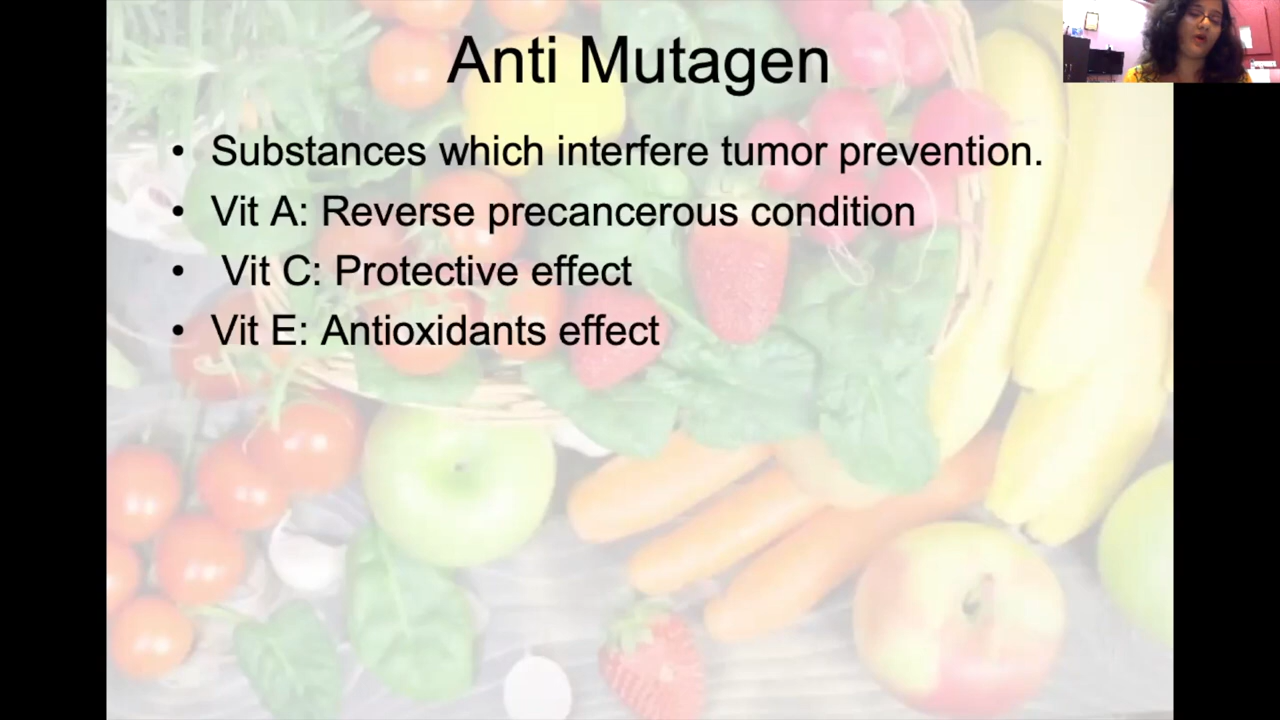 Anti Mutagen
• Substances which interfere tumor prevention.
• Vit A: Reverse precancerous condition
• Vit C: Protective effect
• Vit E: Antioxidants effect